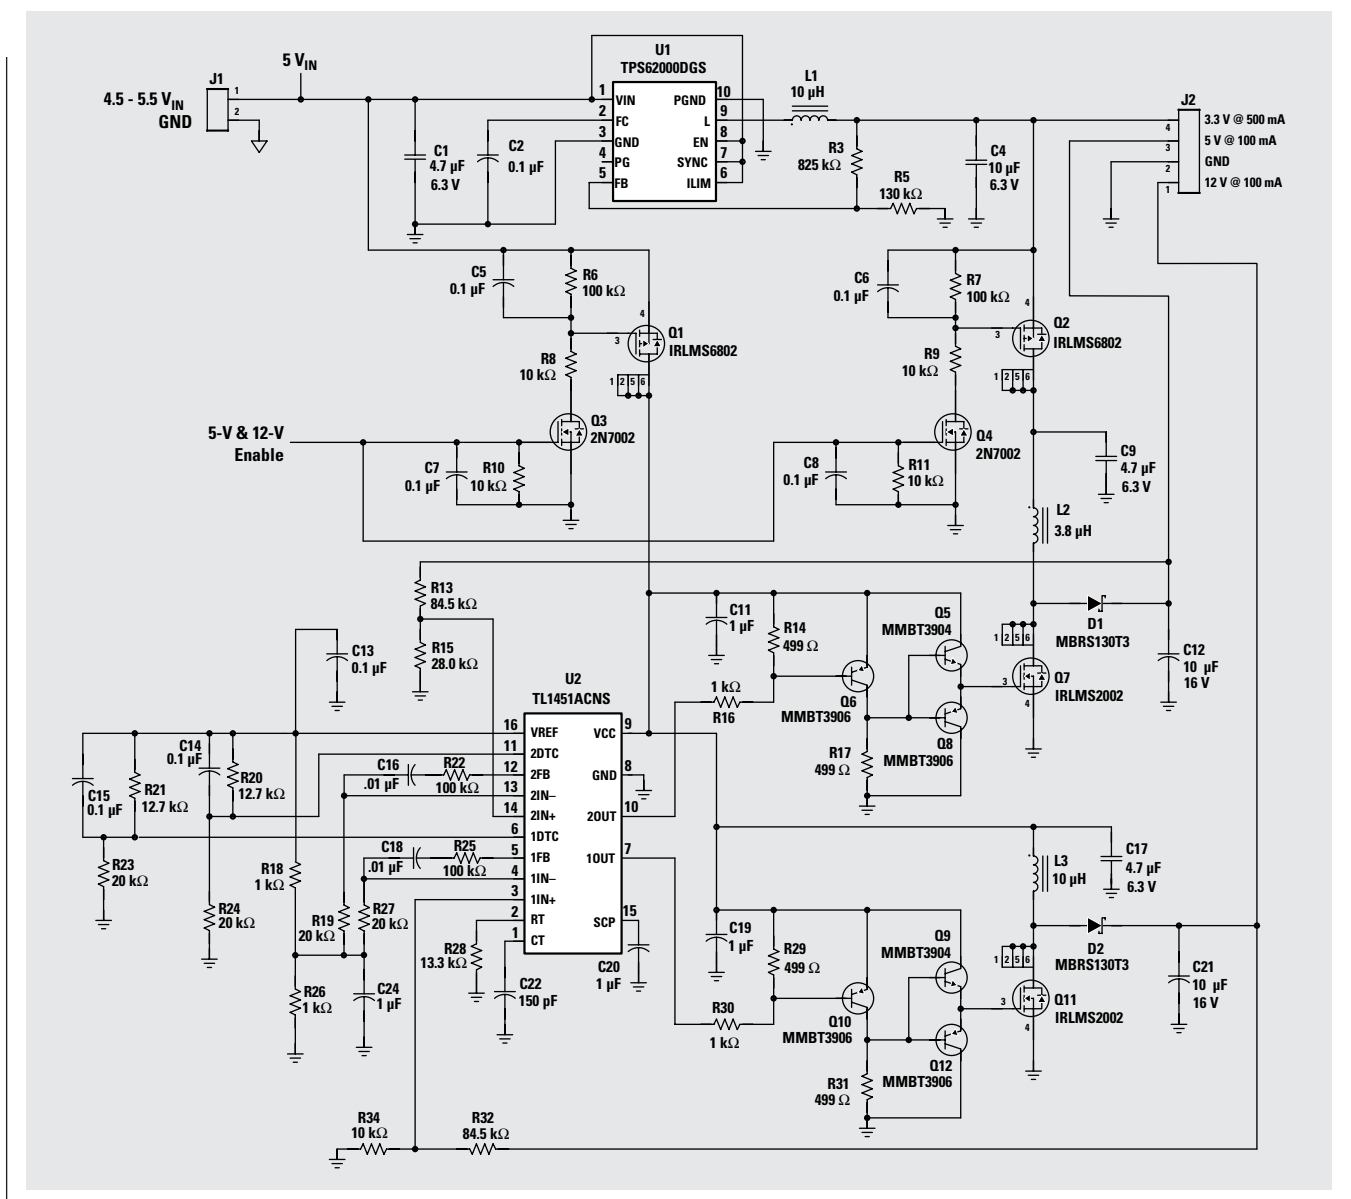 5 VIN
J1
4.5 - 5.5 VIN
GND
1
2
U1
TPS62000DGS
1 VIN
2 FC
3 GND
4 PG
5 FB
PGND 10
L 9
EN 8
SYNC 7
ILIM 6
L1
10 µH
J2
4
3
2
1
3.3 V @ 500 mA
5 V @ 100 mA
GND
12 V @ 100 mA
C1
4.7 µF
6.3 V
C2
0.1 µF
R3
825 kΩ
R5
130 kΩ
C4
10 µF
6.3 V
C5
0.1 µF
R6
100 kΩ
4
3
Q1
IRLMS6802
1 2 5 6
R8
10 kΩ
Q3
2N7002
C6
0.1 µF
R7
100 kΩ
4
3
Q2
IRLMS6802
1 2 5 6
R9
10 kΩ
Q4
2N7002
5-V & 12-V
Enable
C7
0.1 µF
R10
10 kΩ
C8
0.1 µF
R11
10 kΩ
C9
4.7 µF
6.3 V
L2
3.8 µH
R13
84.5 kΩ
R15
28.0 kΩ
C13
0.1 µF
C11
1 µF
R14
499 Ω
Q5
MMBT3904
1 2 5 6
D1
MBRS130T3
C12
10 µF
16 V
3
Q7
IRLMS2002
4
1 kΩ
R16
Q6
MMBT3906
Q8
MMBT3906
R17
499 Ω
U2
TL1451ACNS
16 VREF
11 2DTC
12 2FB
13 2IN–
14 2IN+
6 1DTC
5 1FB
4 1IN–
3 1IN+
2 RT
1 CT
VCC 9
GND 8
2OUT 10
1OUT 7
SCP 15
C15
0.1 µF
R21
12.7 kΩ
C14
0.1 µF
R20
12.7 kΩ
C16
.01 µF
R22
100 kΩ
C18
.01 µF
R25
100 kΩ
R23
20 kΩ
R24
20 kΩ
R18
1 kΩ
R19
20 kΩ
R27
20 kΩ
R26
1 kΩ
C24
1 µF
R28
13.3 kΩ
C22
150 pF
C20
1 µF
L3
10 µH
C17
4.7 µF
6.3 V
C19
1 µF
R29
499 Ω
Q9
MMBT3904
1 2 5 6
D2
MBRS130T3
C21
10 µF
16 V
3
Q11
IRLMS2002
4
R30
1 kΩ
Q10
MMBT3906
Q12
MMBT3906
R31
499 Ω
R34
10 kΩ
R32
84.5 kΩ